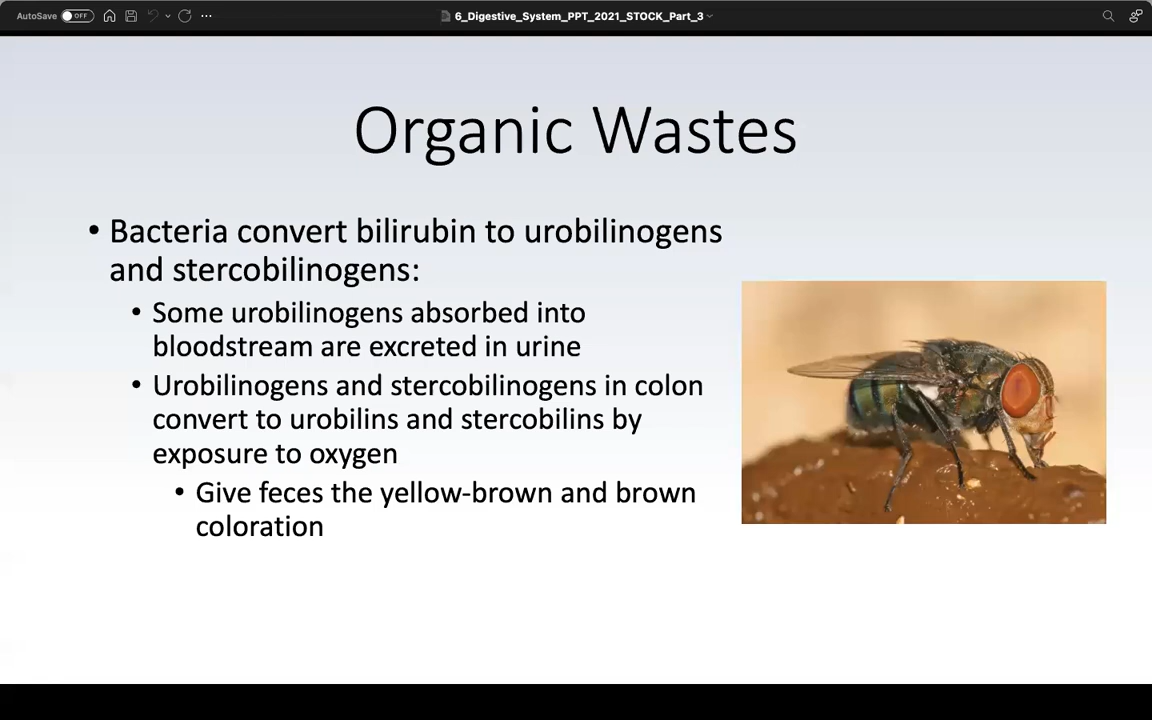 AutoSave OFF
6_Digestive_System_PPT_2021_STOCK_Part_3
Organic Wastes
• Bacteria convert bilirubin to urobilinogens
and stercobilinogens:
• Some urobilinogens absorbed into
bloodstream are excreted in urine
• Urobilinogens and stercobilinogens in colon
convert to urobilins and stercobilins by
exposure to oxygen
• Give feces the yellow-brown and brown
coloration